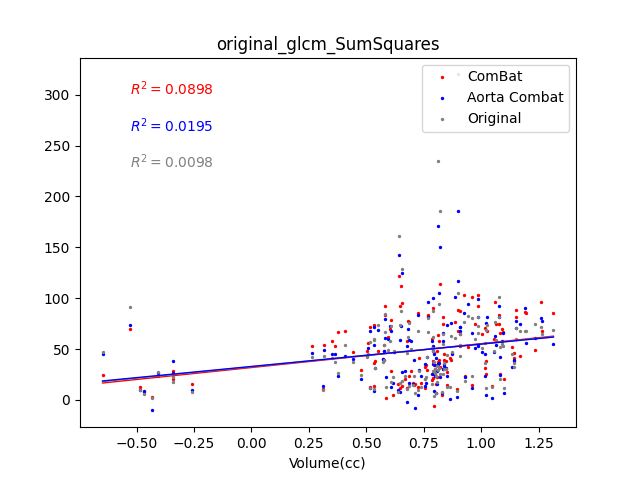 original_glcm_SumSquares
R² = 0.0898
R² = 0.0195
R² = 0.0098
ComBat
Aorta Combat
Original
300
250
200
150
100
50
0
−0.50 −0.25 0.00 0.25 0.50 0.75 1.00 1.25
Volume(cc)